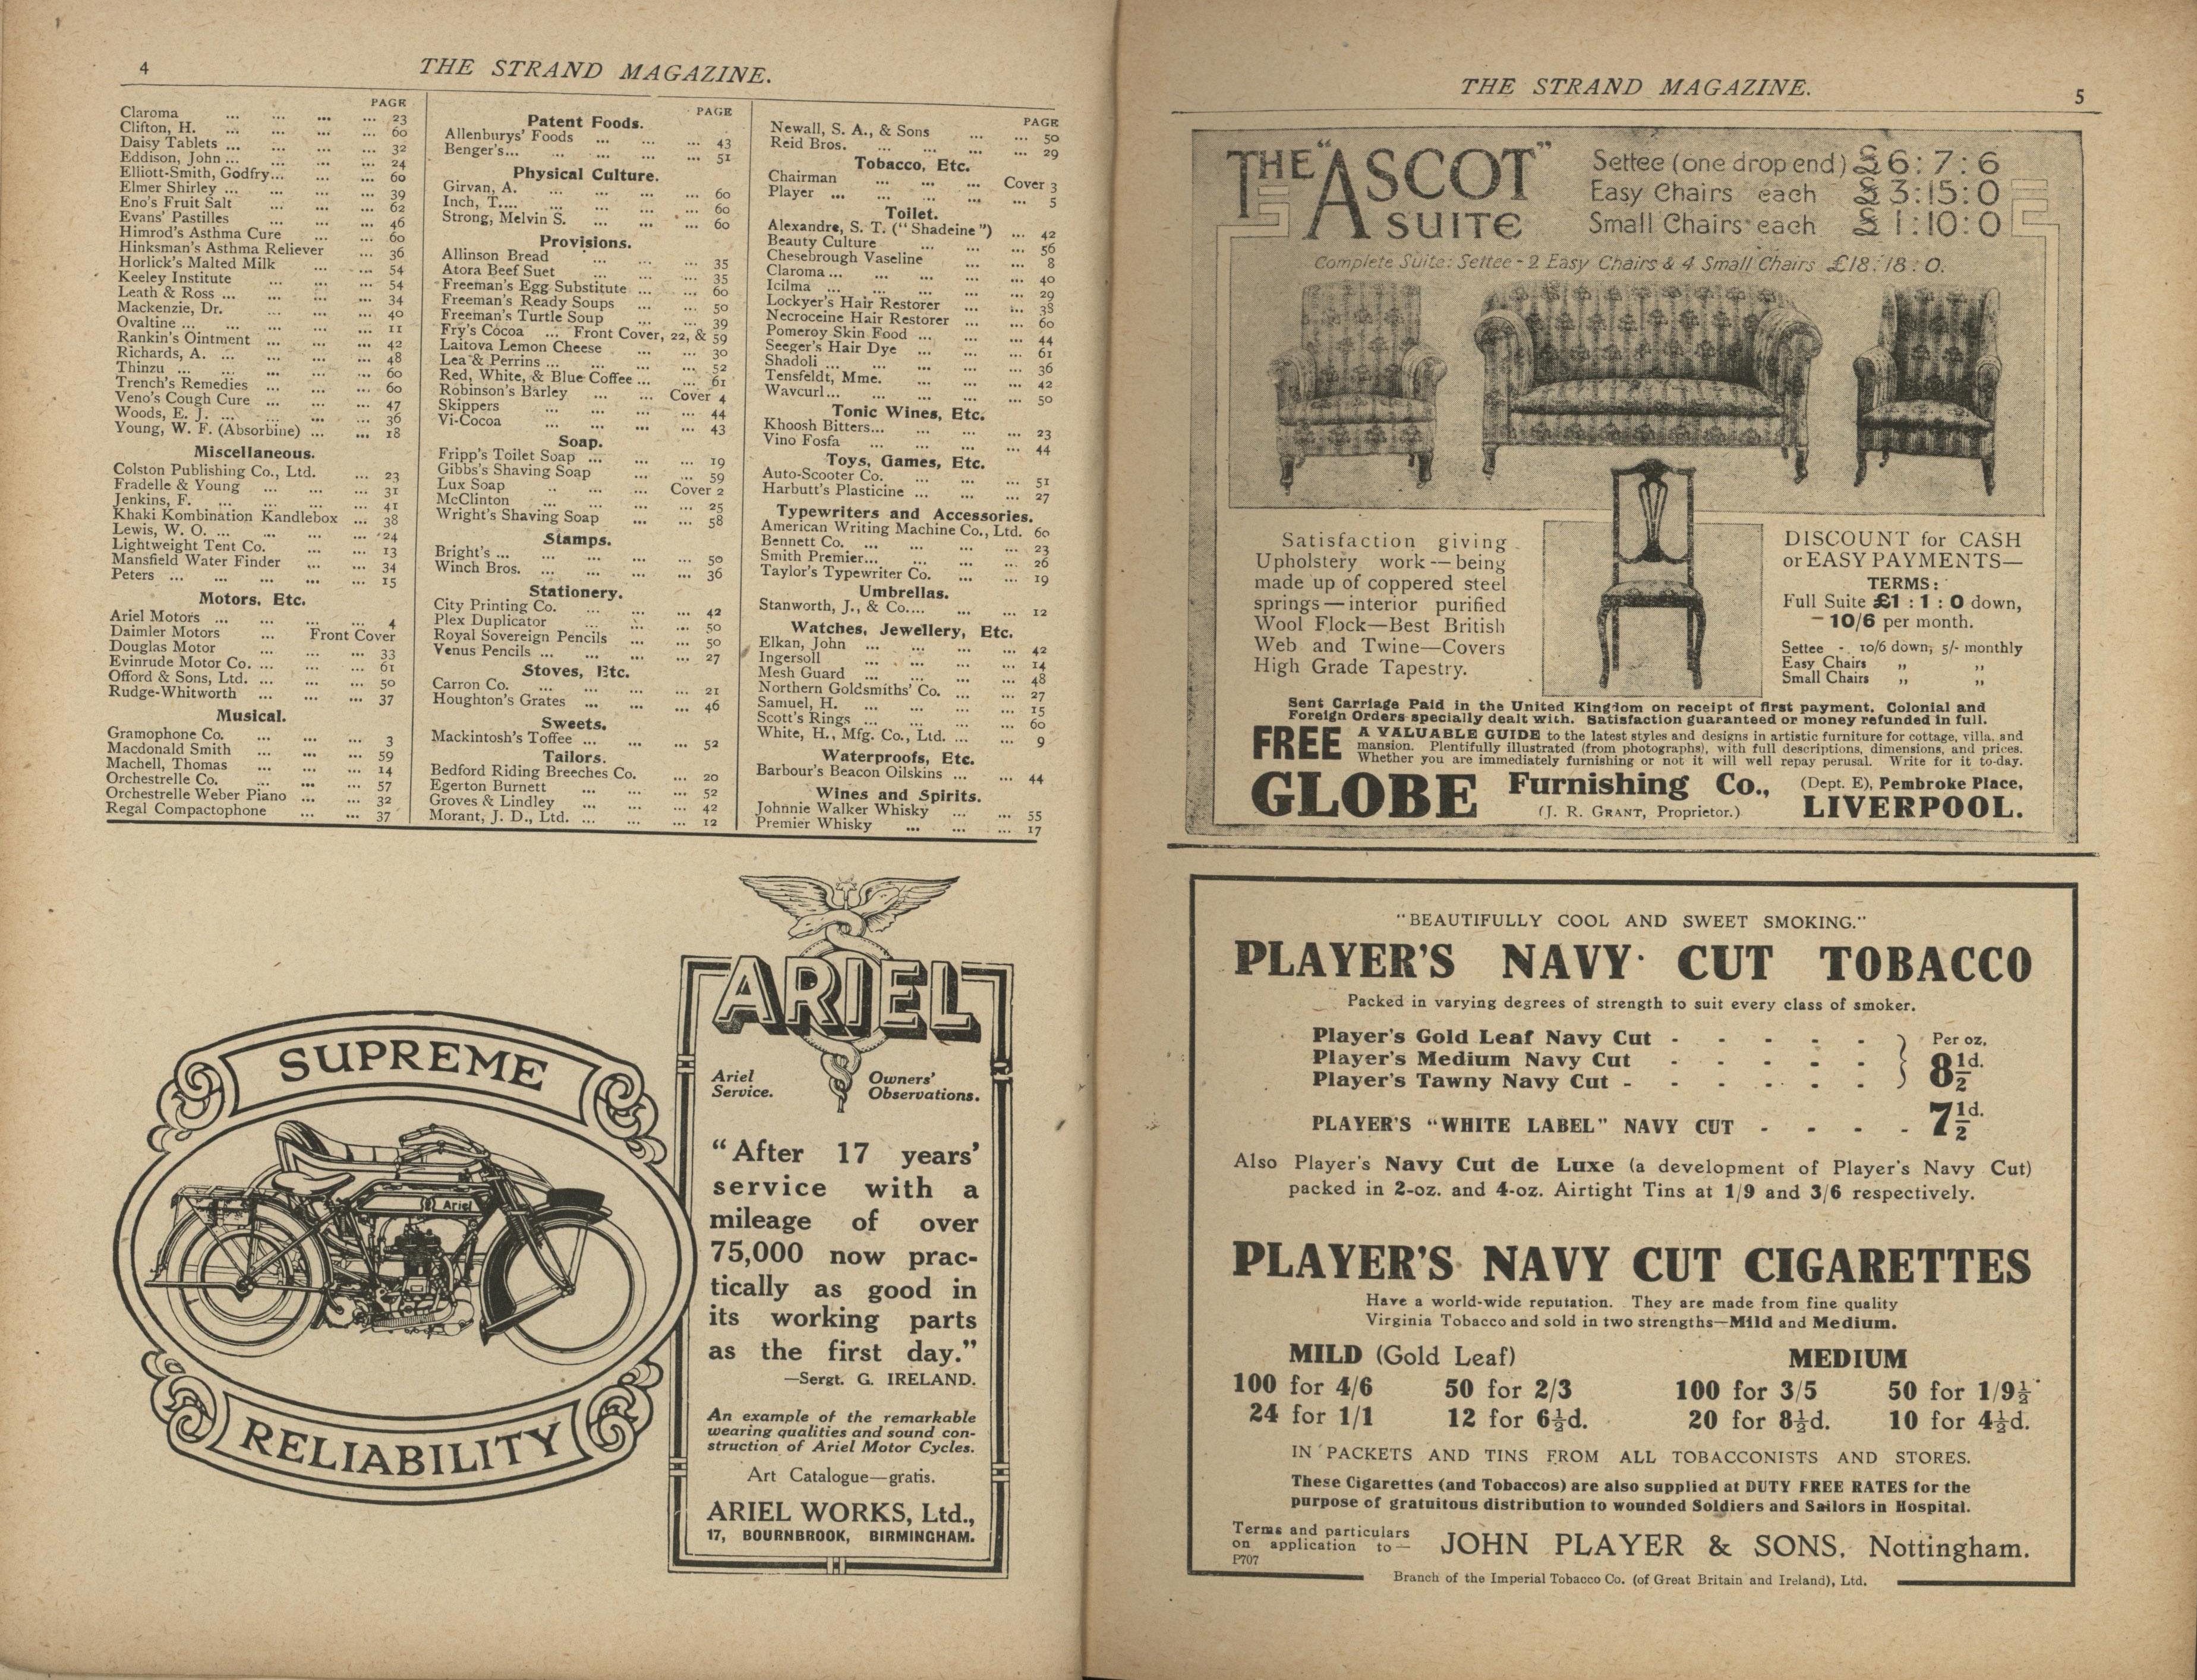 4
THE STRAND MAGAZINE.
PAGE
Claroma ... ... ... ... 23
Clifton, H. ... ... ... ... 60
Daisy Tablets ... ... ... ... 32
Eddison, John ... ... ... ... 24
Elliott-Smith, Godfry... ... ... 60
Elmer Shirley ... ... ... ... 39
Eno's Fruit Salt ... ... ... 62
Evans' Pastilles ... ... ... 46
Himrod's Asthma Cure ... ... 60
Hinksman's Asthma Reliever ... 36
Horlick's Malted Milk ... ... 54
Keeley Institute ... ... ... 54
Leath & Ross ... ... ... ... 34
Mackenzie, Dr. ... ... ... 40
Ovaltine ... ... ... ... ... 11
Rankin's Ointment ... ... ... 42
Richards, A. ... ... ... ... 48
Thinzu ... ... ... ... ... 60
Trench's Remedies ... ... ... 60
Veno's Cough Cure ... ... ... 47
Woods, E. J. ... ... ... ... 36
Young, W. F. (Absorbine) ... ... 18
Miscellaneous.
Colston Publishing Co., Ltd. ... 23
Fradelle & Young ... ... ... 31
Jenkins, F. ... ... ... ... 41
Khaki Kombination Kandlebox ... 38
Lewis, W. O. ... ... ... ... 24
Lightweight Tent Co. ... ... 13
Mansfield Water Finder ... ... 34
Peters ... ... ... ... ... 15
Motors, Etc.
Ariel Motors ... ... ... ... 4
Daimler Motors ... Front Cover
Douglas Motor ... ... ... 33
Evinrude Motor Co. ... ... ... 61
Offord & Sons, Ltd. ... ... ... 50
Rudge-Whitworth ... ... ... 37
Musical.
Gramophone Co. ... ... ... 3
Macdonald Smith ... ... ... 59
Machell, Thomas ... ... ... 14
Orchestrelle Co. ... ... ... 57
Orchestrelle Weber Piano ... ... 32
Regal Compactophone ... ... 37
PAGE
Patent Foods.
Allenburys' Foods ... ... ... 43
Benger's... ... ... ... ... 51
Physical Culture.
Girvan, A. ... ... ... ... 60
Inch, T.... ... ... ... ... 60
Strong, Melvin S. ... ... ... 60
Provisions.
Allinson Bread ... ... ... 35
Atora Beef Suet ... ... ... 35
Freeman's Egg Substitute ... ... 60
Freeman's Ready Soups ... ... 50
Freeman's Turtle Soup ... ... 39
Fry's Cocoa ... Front Cover, 22, & 59
Laitova Lemon Cheese ... ... 30
Lea & Perrins ... ... ... ... 52
Red, White, & Blue Coffee ... ... 61
Robinson's Barley ... ... Cover 4
Skippers ... ... ... ... 44
Vi-Cocoa ... ... ... ... 43
Soap.
Fripp's Toilet Soap ... ... ... 19
Gibbs's Shaving Soap ... ... 59
Lux Soap ... ... ... Cover 2
McClinton ... ... ... ... 25
Wright's Shaving Soap ... ... 58
Stamps.
Bright's ... ... ... ... ... 50
Winch Bros. ... ... ... ... 36
Stationery.
City Printing Co. ... ... ... 42
Plex Duplicator ... ... ... 50
Royal Sovereign Pencils ... ... 50
Venus Pencils ... ... ... ... 27
Stoves, Etc.
Carron Co. ... ... ... ... 21
Houghton's Grates ... ... ... 46
Sweets.
Mackintosh's Toffee ... ... ... 52
Tailors.
Bedford Riding Breeches Co. ... 20
Egerton Burnett ... ... ... 52
Groves & Lindley ... ... ... 42
Morant, J. D., Ltd. ... ... ... 12
PAGE
Newall, S. A., & Sons ... ... 50
Reid Bros. ... ... ... ... 29
Tobacco, Etc.
Chairman ... ... ... Cover 3
Player ... ... ... ... ... 5
Toilet.
Alexandre, S. T. ("Shadeine") ... 42
Beauty Culture ... ... ... 56
Chesebrough Vaseline ... ... 8
Claroma ... ... ... ... ... 40
Icilma ... ... ... ... ... 29
Lockyer's Hair Restorer ... ... 38
Necroceine Hair Restorer ... ... 60
Pomeroy Skin Food ... ... ... 44
Seeger's Hair Dye ... ... ... 61
Shadoli ... ... ... ... ... 36
Tensfeldt, Mme. ... ... ... 42
Wavcurl... ... ... ... ... 50
Tonic Wines, Etc.
Khoosh Bitters... ... ... ... 23
Vino Fosfa ... ... ... ... 44
Toys, Games, Etc.
Auto-Scooter Co. ... ... ... 51
Harbutt's Plasticine ... ... ... 27
Typewriters and Accessories.
American Writing Machine Co., Ltd. 60
Bennett Co. ... ... ... ... 23
Smith Premier... ... ... ... 26
Taylor's Typewriter Co. ... ... 19
Umbrellas.
Stanworth, J., & Co.... ... ... 12
Watches, Jewellery, Etc.
Elkan, John ... ... ... ... 42
Ingersoll ... ... ... ... 14
Mesh Guard ... ... ... ... 48
Northern Goldsmiths' Co. ... ... 27
Samuel, H. ... ... ... ... 15
Scott's Rings ... ... ... ... 60
White, H., Mfg. Co., Ltd. ... ... 9
Waterproofs, Etc.
Barbour's Beacon Oilskins ... ... 44
Wines and Spirits.
Johnnie Walker Whisky ... ... 55
Premier Whisky ... ... ... 17
SUPREME
Ariel
RELIABILITY
ARIEL
Ariel
Service.
Owners'
Observations.
"After 17 years'
service with a
mileage of over
75,000 now prac-
tically as good in
its working parts
as the first day."
—Sergt. G. IRELAND.
An example of the remarkable
wearing qualities and sound con-
struction of Ariel Motor Cycles.
Art Catalogue—gratis.
ARIEL WORKS, Ltd.,
17, BOURNBROOK, BIRMINGHAM.
THE STRAND MAGAZINE.
5
THE "ASCOT"
SUITE
Settee (one drop end) £6:7:6
Easy Chairs each £3:15:0
Small Chairs each £1:10:0
Complete Suite: Settee - 2 Easy Chairs & 4 Small Chairs £18:18:0.
Satisfaction giving
Upholstery work — being
made up of coppered steel
springs — interior purified
Wool Flock—Best British
Web and Twine—Covers
High Grade Tapestry.
DISCOUNT for CASH
or EASY PAYMENTS—
TERMS:
Full Suite £1 : 1 : 0 down,
10/6 per month.
Settee - 10/6 down, 5/- monthly
Easy Chairs ,, ,,
Small Chairs ,, ,,
Sent Carriage Paid in the United Kingdom on receipt of first payment. Colonial and
Foreign Orders specially dealt with. Satisfaction guaranteed or money refunded in full.
FREE A VALUABLE GUIDE to the latest styles and designs in artistic furniture for cottage, villa, and
mansion. Plentifully illustrated (from photographs), with full descriptions, dimensions, and prices.
Whether you are immediately furnishing or not it will well repay perusal. Write for it to-day.
GLOBE Furnishing Co.,
(J. R. GRANT, Proprietor.)
(Dept. E), Pembroke Place,
LIVERPOOL.
"BEAUTIFULLY COOL AND SWEET SMOKING."
PLAYER'S NAVY CUT TOBACCO
Packed in varying degrees of strength to suit every class of smoker.
Per oz.
Player's Gold Leaf Navy Cut - - - - -
Player's Medium Navy Cut - - - - - 8½d.
Player's Tawny Navy Cut - - - - - -
PLAYER'S "WHITE LABEL" NAVY CUT - - - - 7½d.
Also Player's Navy Cut de Luxe (a development of Player's Navy Cut)
packed in 2-oz. and 4-oz. Airtight Tins at 1/9 and 3/6 respectively.
PLAYER'S NAVY CUT CIGARETTES
Have a world-wide reputation. They are made from fine quality
Virginia Tobacco and sold in two strengths—Mild and Medium.
MILD (Gold Leaf) MEDIUM
100 for 4/6 50 for 2/3 100 for 3/5 50 for 1/9½
24 for 1/1 12 for 6½d. 20 for 8½d. 10 for 4½d.
IN PACKETS AND TINS FROM ALL TOBACCONISTS AND STORES.
These Cigarettes (and Tobaccos) are also supplied at DUTY FREE RATES for the
purpose of gratuitous distribution to wounded Soldiers and Sailors in Hospital.
Terms and particulars
on application to—
P707
JOHN PLAYER & SONS, Nottingham.
Branch of the Imperial Tobacco Co. (of Great Britain and Ireland), Ltd.